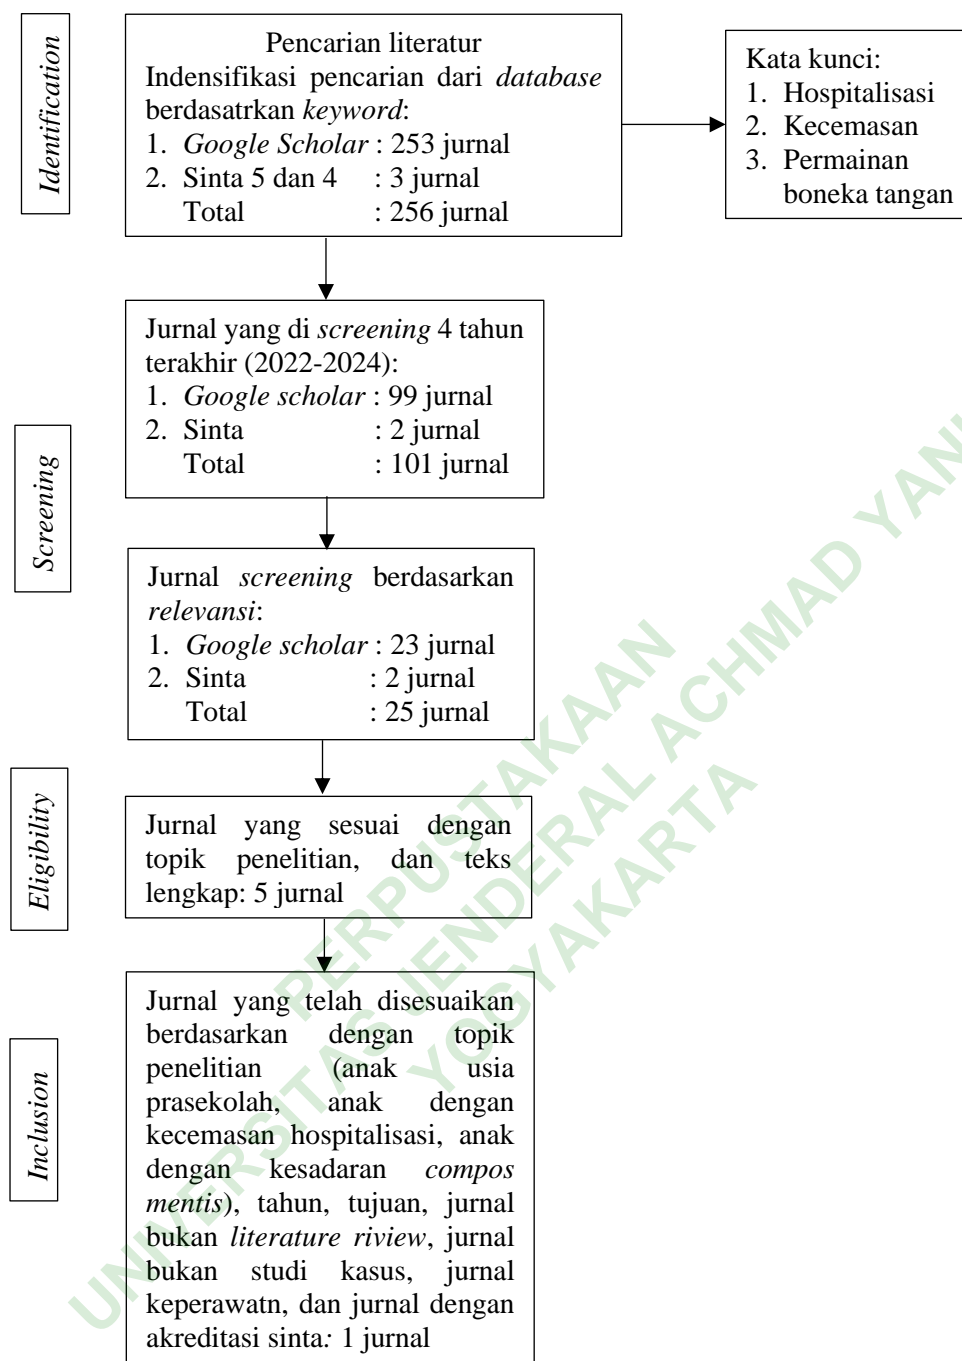 Identification
Pencarian literatur
Indensifikasi pencarian dari database
berdasatrkan keyword:
1. Google Scholar : 253 jurnal
2. Sinta 5 dan 4 : 3 jurnal
Total : 256 jurnal
Kata kunci:
1. Hospitalisasi
2. Kecemasan
3. Permainan
boneka tangan
Screening
Jurnal yang di screening 4 tahun
terakhir (2022-2024):
1. Google scholar : 99 jurnal
2. Sinta : 2 jurnal
Total : 101 jurnal
Jurnal screening berdasarkan
relevansi:
1. Google scholar : 23 jurnal
2. Sinta : 2 jurnal
Total : 25 jurnal
Eligibility
Jurnal yang sesuai dengan
topik penelitian, dan teks
lengkap: 5 jurnal
Inclusion
Jurnal yang telah disesuaikan
berdasarkan dengan topik
penelitian (anak usia
prasekolah, anak dengan
kecemasan hospitalisasi, anak
dengan kesadaran compos
mentis), tahun, tujuan, jurnal
bukan literature riview, jurnal
bukan studi kasus, jurnal
keperawatn, dan jurnal dengan
akreditasi sinta: 1 jurnal
PERPUSTAKAAN
UNIVERSITAS JENDERAL ACHMAD YANI
YOGYAKARTA